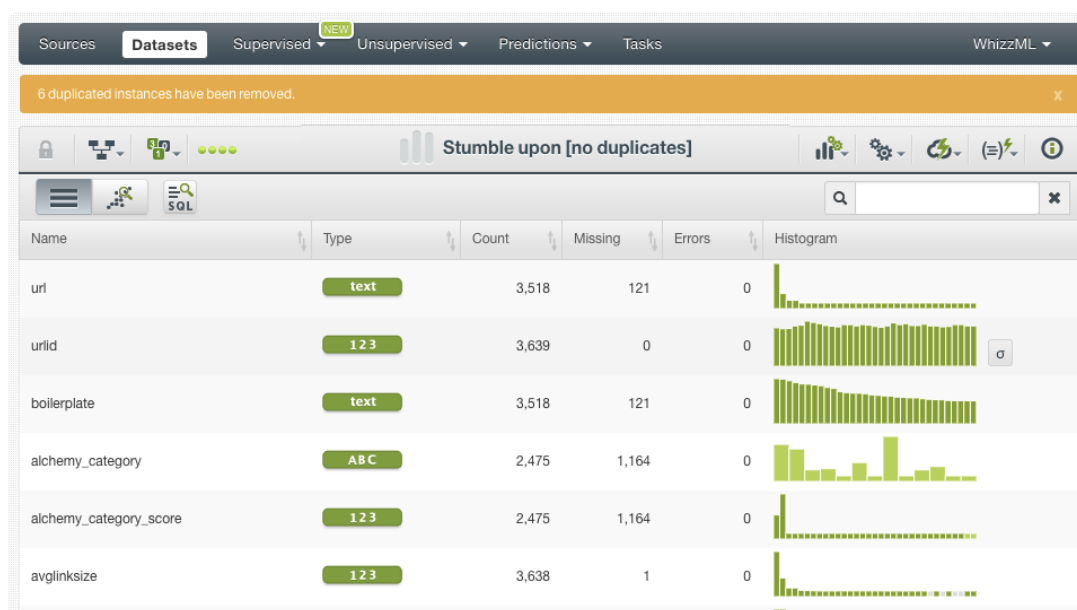 NEW
Sources Datasets Supervised Unsupervised Predictions Tasks WhizzML
6 duplicated instances have been removed. x
Stumble upon [no duplicates]
SQL
Name Type Count Missing Errors Histogram
url text 3,518 121 0
urlid 123 3,639 0 0 σ
boilerplate text 3,518 121 0
alchemy_category ABC 2,475 1,164 0
alchemy_category_score 123 2,475 1,164 0
avglinksize 123 3,638 1 0